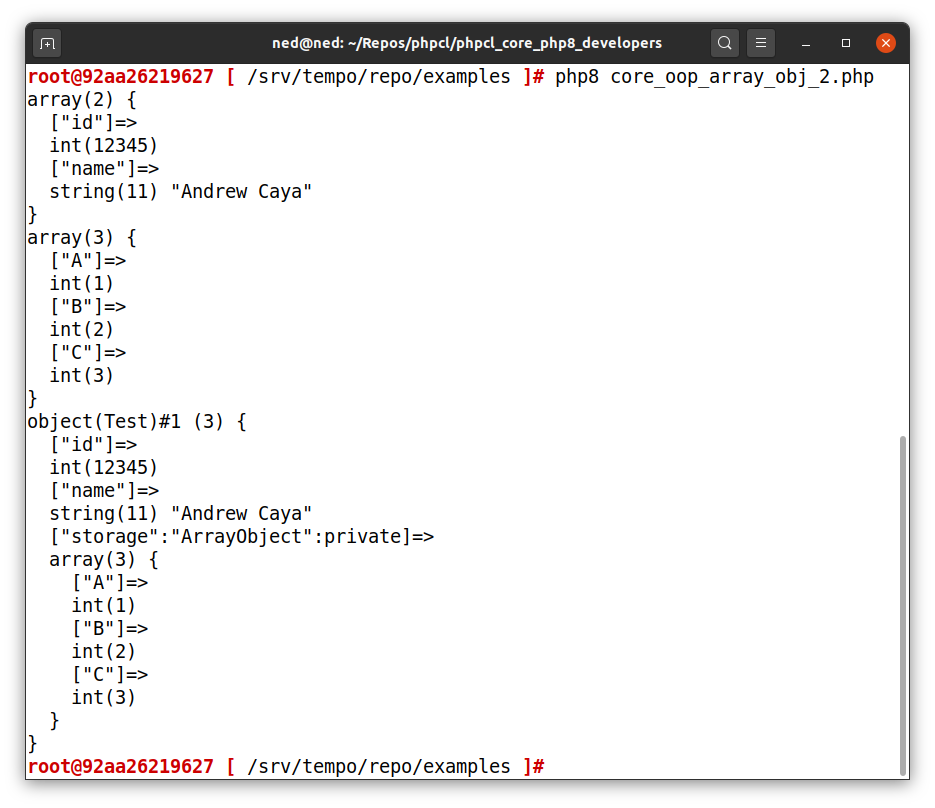 ned@ned: ~/Repos/phpcl/phpcl_core_php8_developers
root@92aa26219627 [ /srv/tempo/repo/examples ]# php8 core_oop_array_obj_2.php
array(2) {
  ["id"]=>
  int(12345)
  ["name"]=>
  string(11) "Andrew Caya"
}
array(3) {
  ["A"]=>
  int(1)
  ["B"]=>
  int(2)
  ["C"]=>
  int(3)
}
object(Test)#1 (3) {
  ["id"]=>
  int(12345)
  ["name"]=>
  string(11) "Andrew Caya"
  ["storage":"ArrayObject":private]=>
  array(3) {
    ["A"]=>
    int(1)
    ["B"]=>
    int(2)
    ["C"]=>
    int(3)
  }
}
root@92aa26219627 [ /srv/tempo/repo/examples ]#